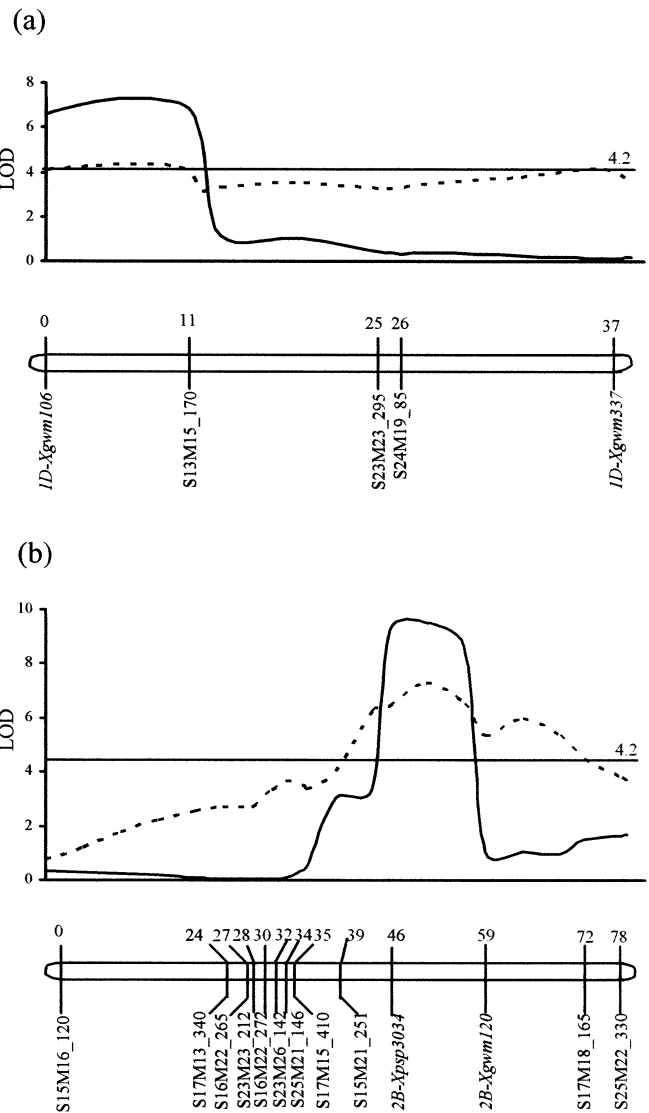 (a)
8
6
4
2
0
LOD
4.2
0 11 25 26 37
1D-Xgwm106
S13M15_170
S23M23_295
S24M19_85
1D-Xgwm337
(b)
10
8
6
4
2
0
LOD
4.2
0 24 27 28 30 32 34 35 39 46 59 72 78
S15M16_120
S17M13_340
S16M22_265
S23M23_212
S16M22_272
S23M26_142
S25M21_146
S17M15_410
S15M21_251
2B-Xpsp3034
2B-Xgwm120
S17M18_165
S25M22_330